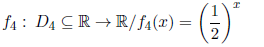 f₄ : D₄ ⊆ ℝ → ℝ/f₄(x) = (1/2)ˣ